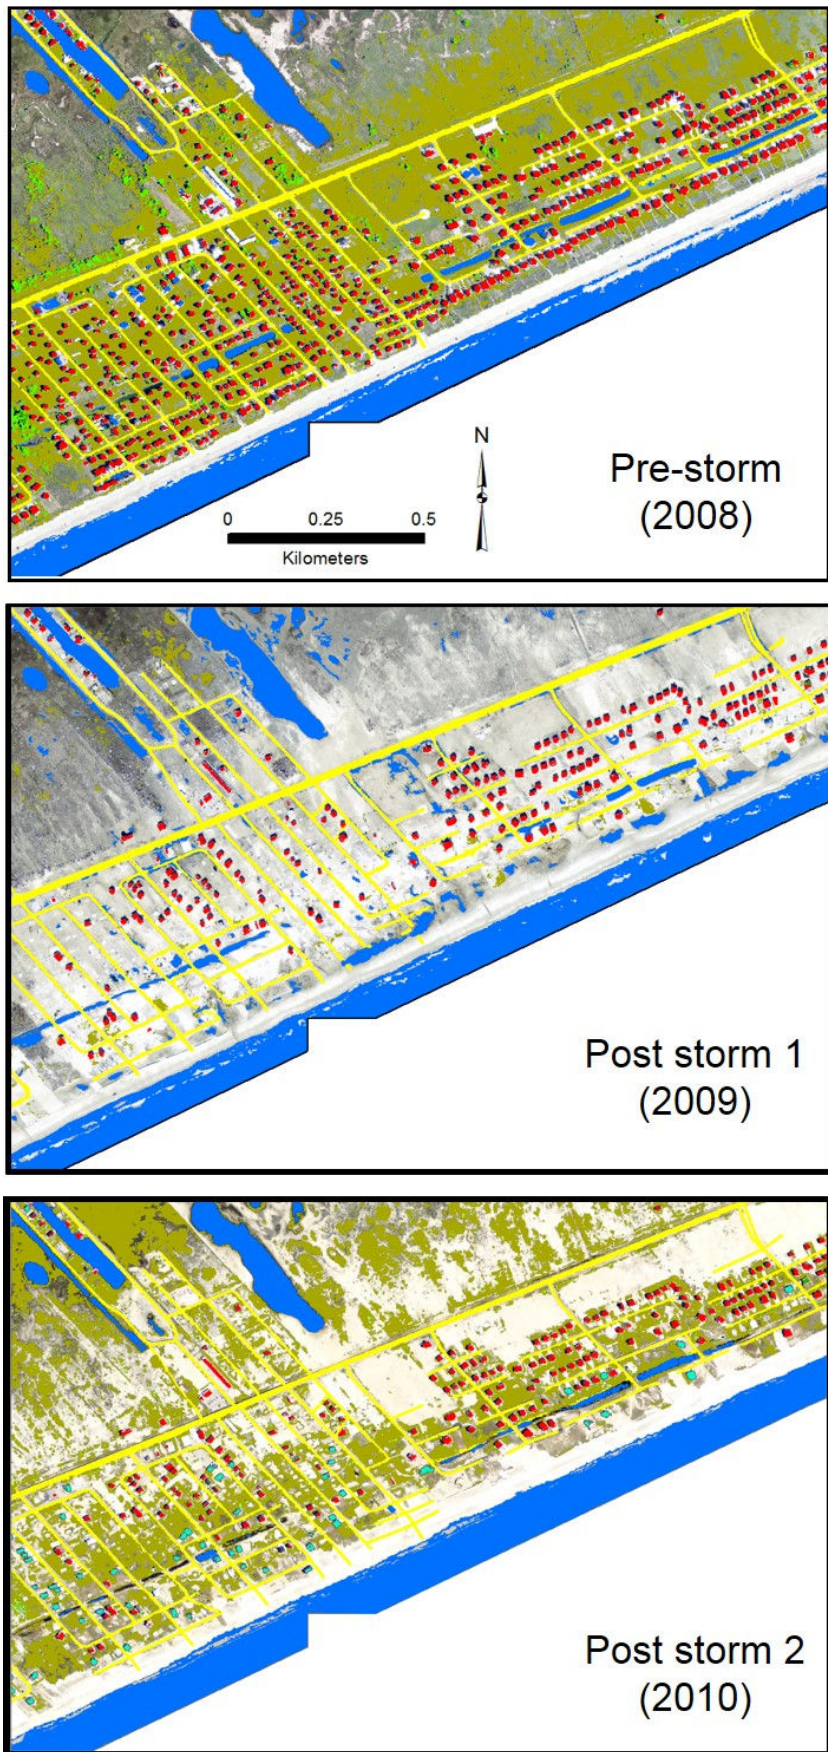 N
Pre-storm
(2008)
0 0.25 0.5
Kilometers
Post storm 1
(2009)
Post storm 2
(2010)